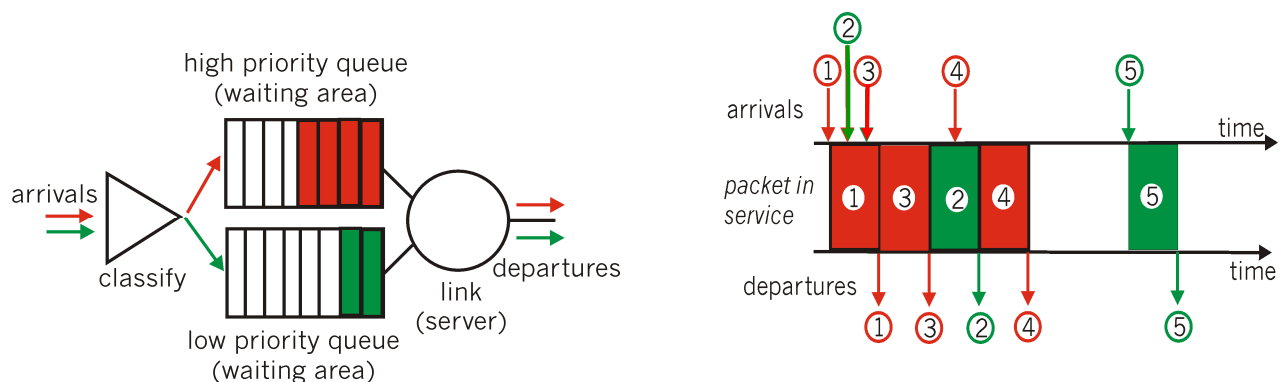 high priority queue
(waiting area)
arrivals
classify
departures
link
(server)
low priority queue
(waiting area)
2
1
3
4
5
arrivals
time
packet in
service
1
3
2
4
5
time
departures
1
3
2
4
5